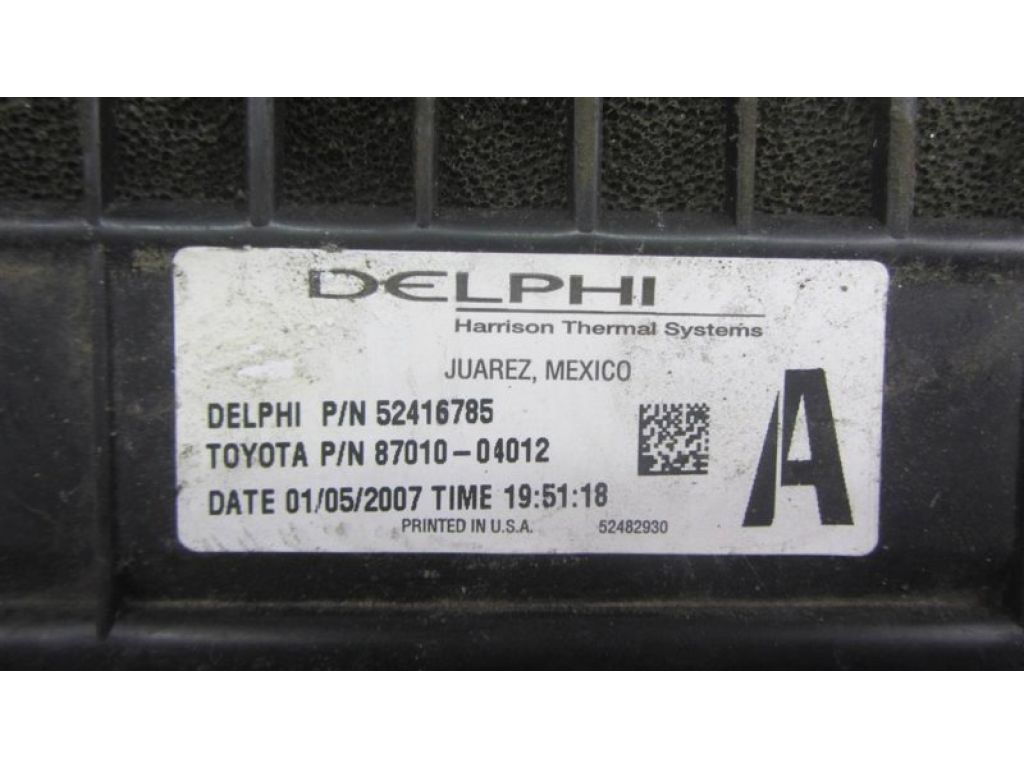 DELPHI
Harrison Thermal Systems
JUAREZ, MEXICO
DELPHI P/N 52416785
TOYOTA P/N 87010-04012
DATE 01/05/2007 TIME 19:51:18
PRINTED IN U.S.A. 52482930
A